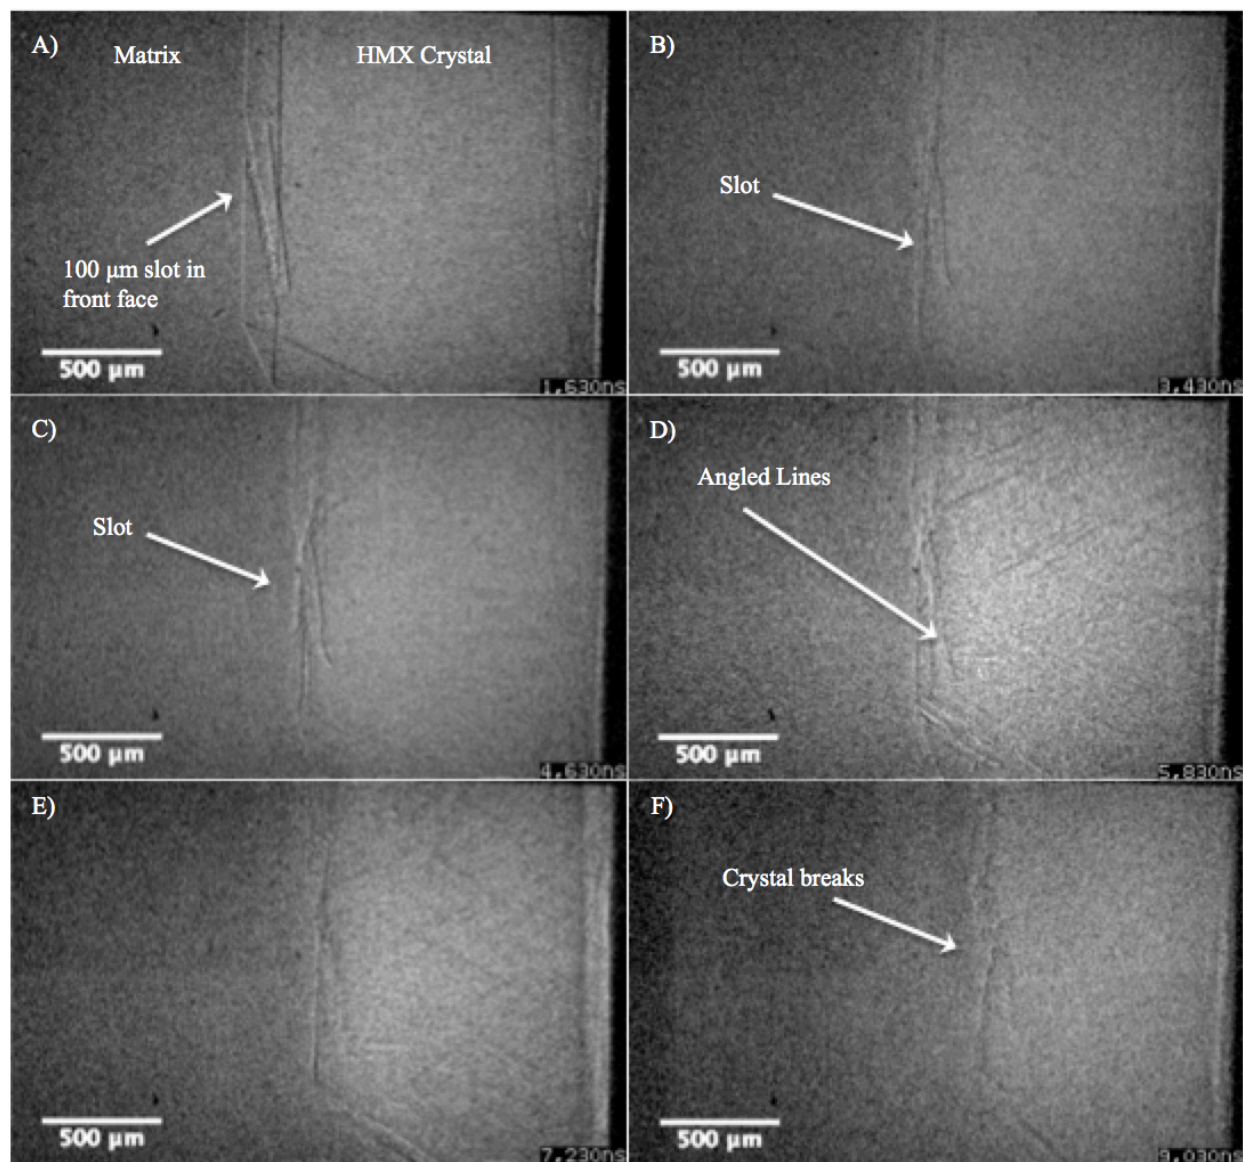 A)
Matrix
HMX Crystal
100 μm slot in
front face
500 μm
1,630ns
B)
Slot
500 μm
3,430ns
C)
Slot
500 μm
4,630ns
D)
Angled Lines
500 μm
5,830ns
E)
500 μm
7,230ns
F)
Crystal breaks
500 μm
9,030ns